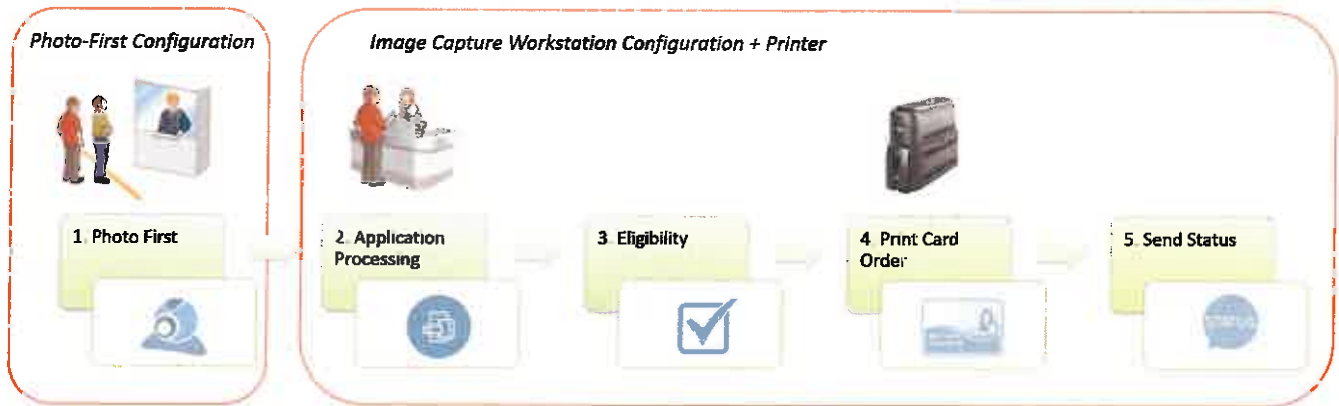 Photo-First Configuration
Image Capture Workstation Configuration + Printer
1. Photo First
2. Application
Processing
3. Eligibility
4. Print Card
Order
5. Send Status
STATUS